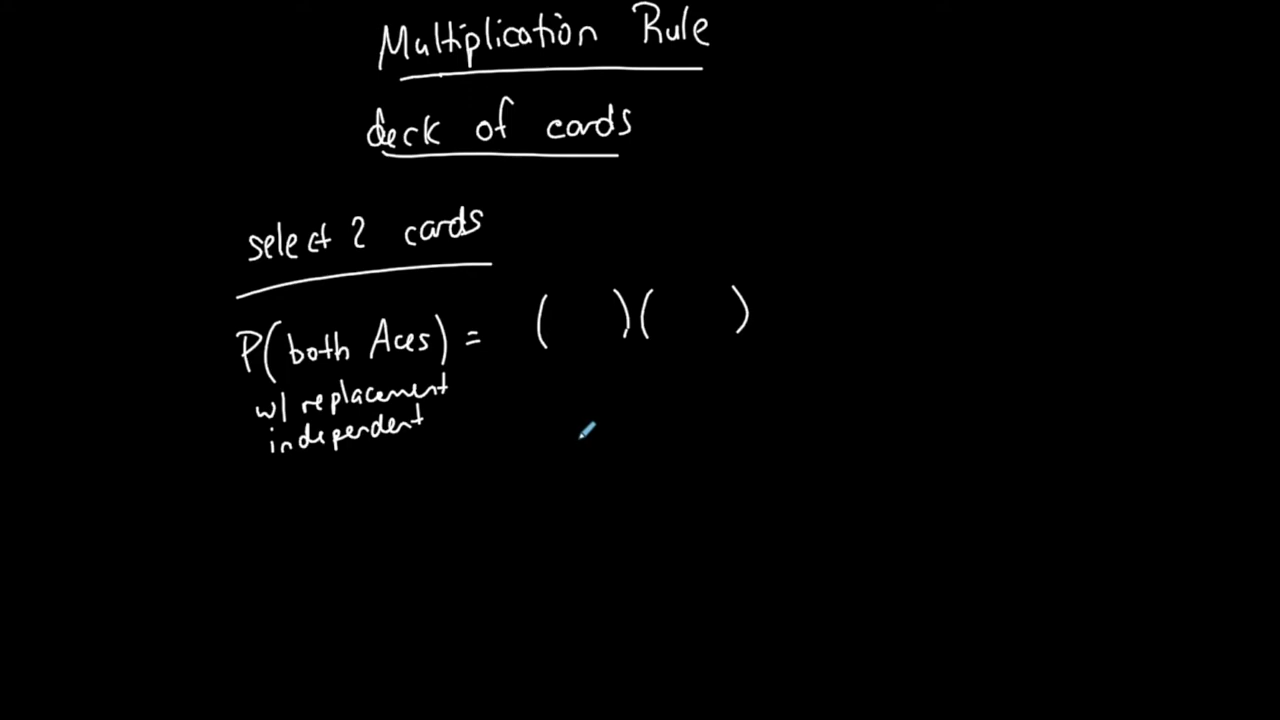 Multiplication Rule
deck of cards
select 2 cards
P(both Aces) = (    )(    )
w/ replacement
independent